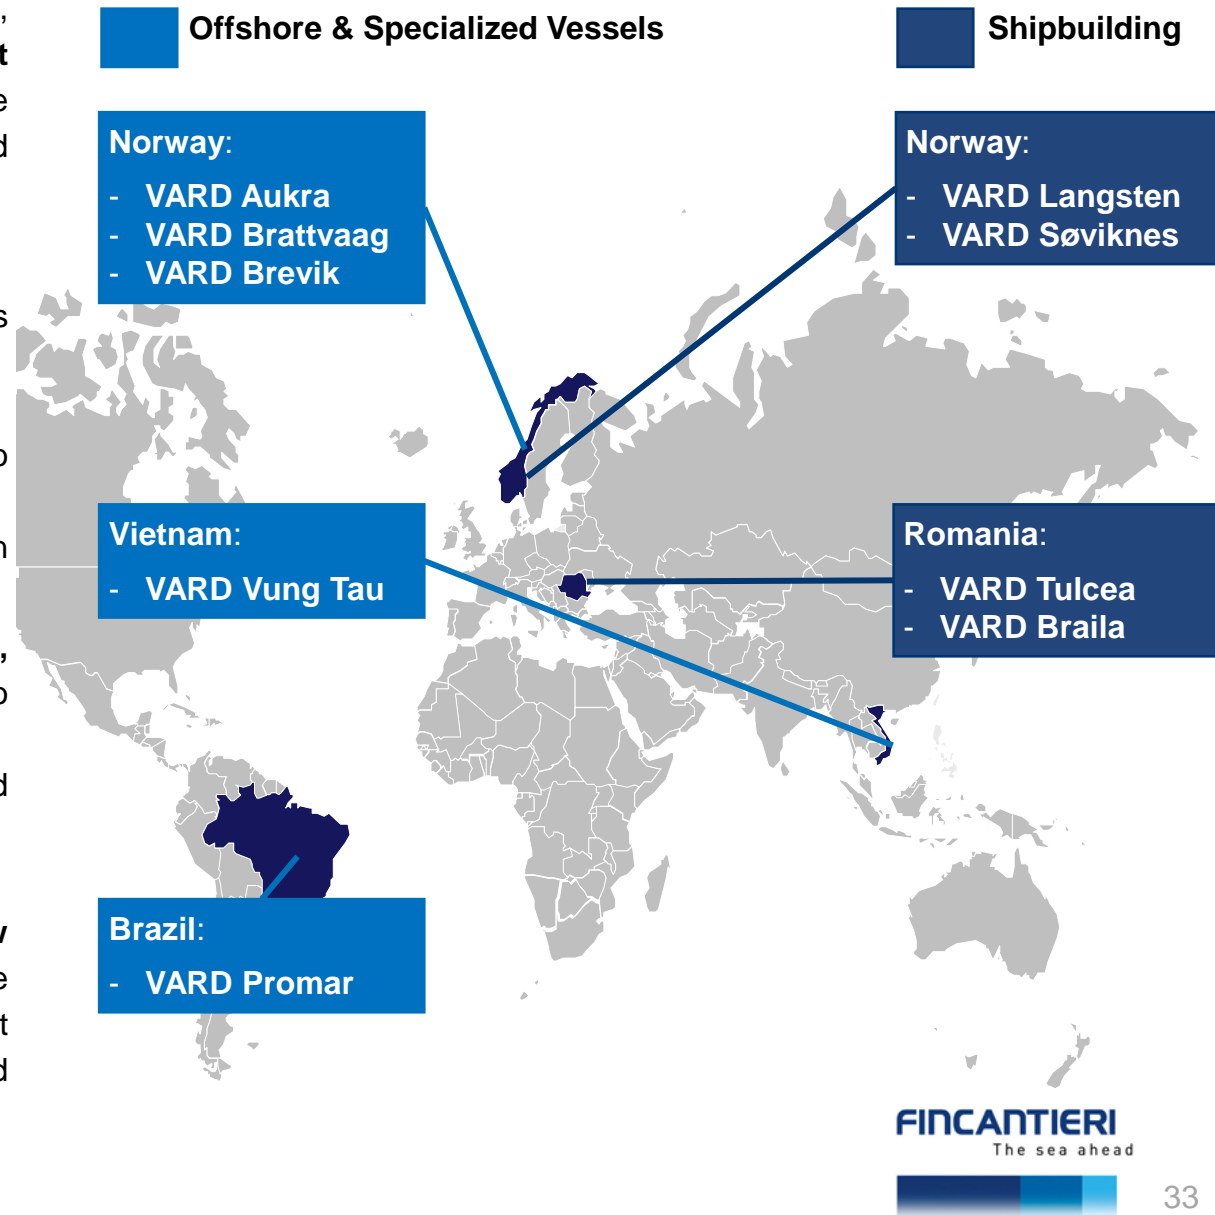 Offshore & Specialized Vessels
Shipbuilding
Norway:
- VARD Aukra
- VARD Brattvaag
- VARD Brevik
Norway:
- VARD Langsten
- VARD Søviknes
Vietnam:
- VARD Vung Tau
Romania:
- VARD Tulcea
- VARD Braila
Brazil:
- VARD Promar
FINCANTIERI
The sea ahead
33